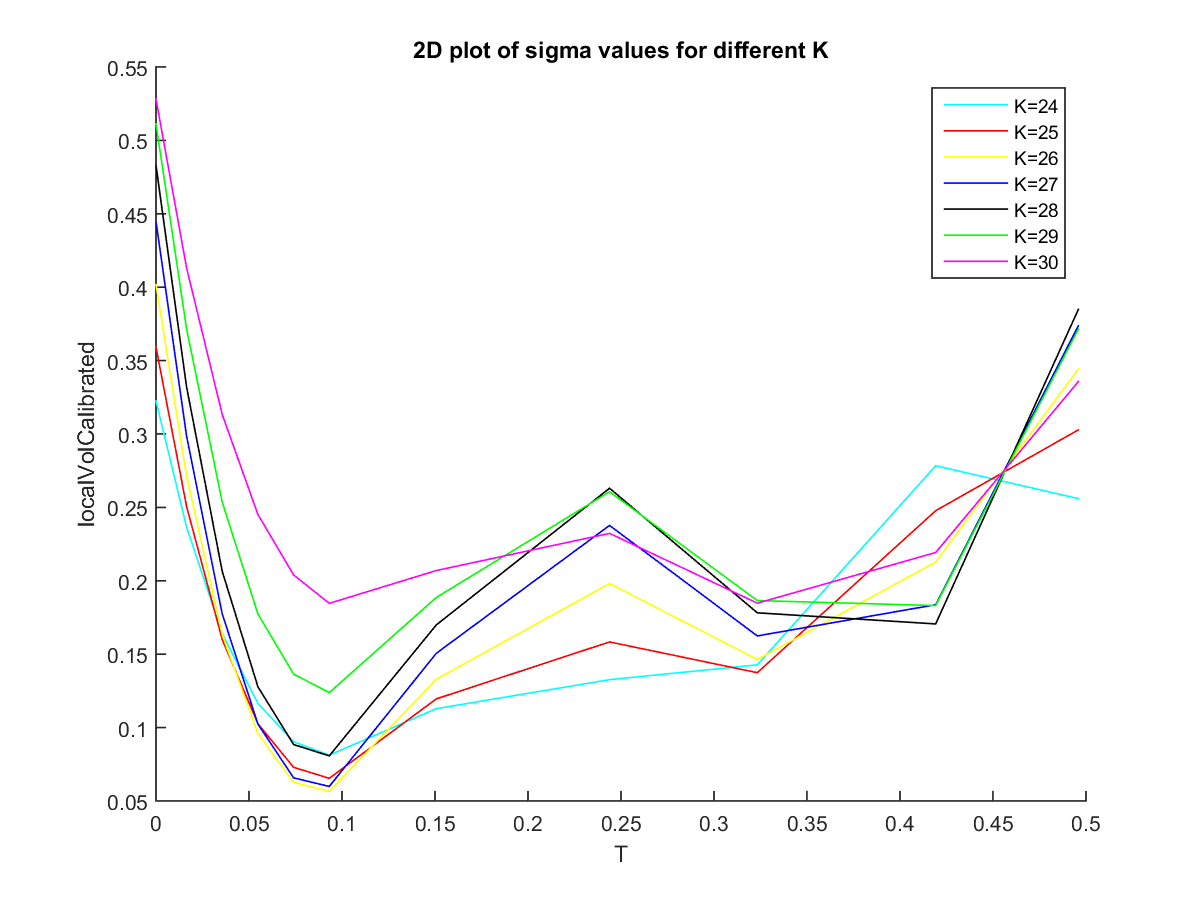 2D plot of sigma values for different K
0.55
0.5
0.45
0.4
0.35
0.3
0.25
0.2
0.15
0.1
0.05
localVolCalibrated
K=24
K=25
K=26
K=27
K=28
K=29
K=30
0 0.05 0.1 0.15 0.2 0.25 0.3 0.35 0.4 0.45 0.5
T